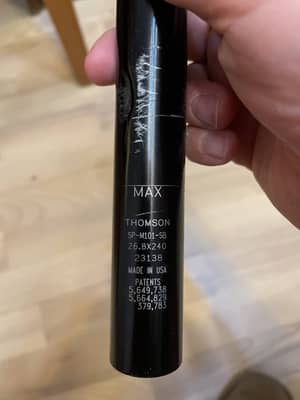 MAX
THOMSON
SP-M101-SB
26.8X240
23138
MADE IN USA
PATENTS
5,649,738
5,664,829
379,783